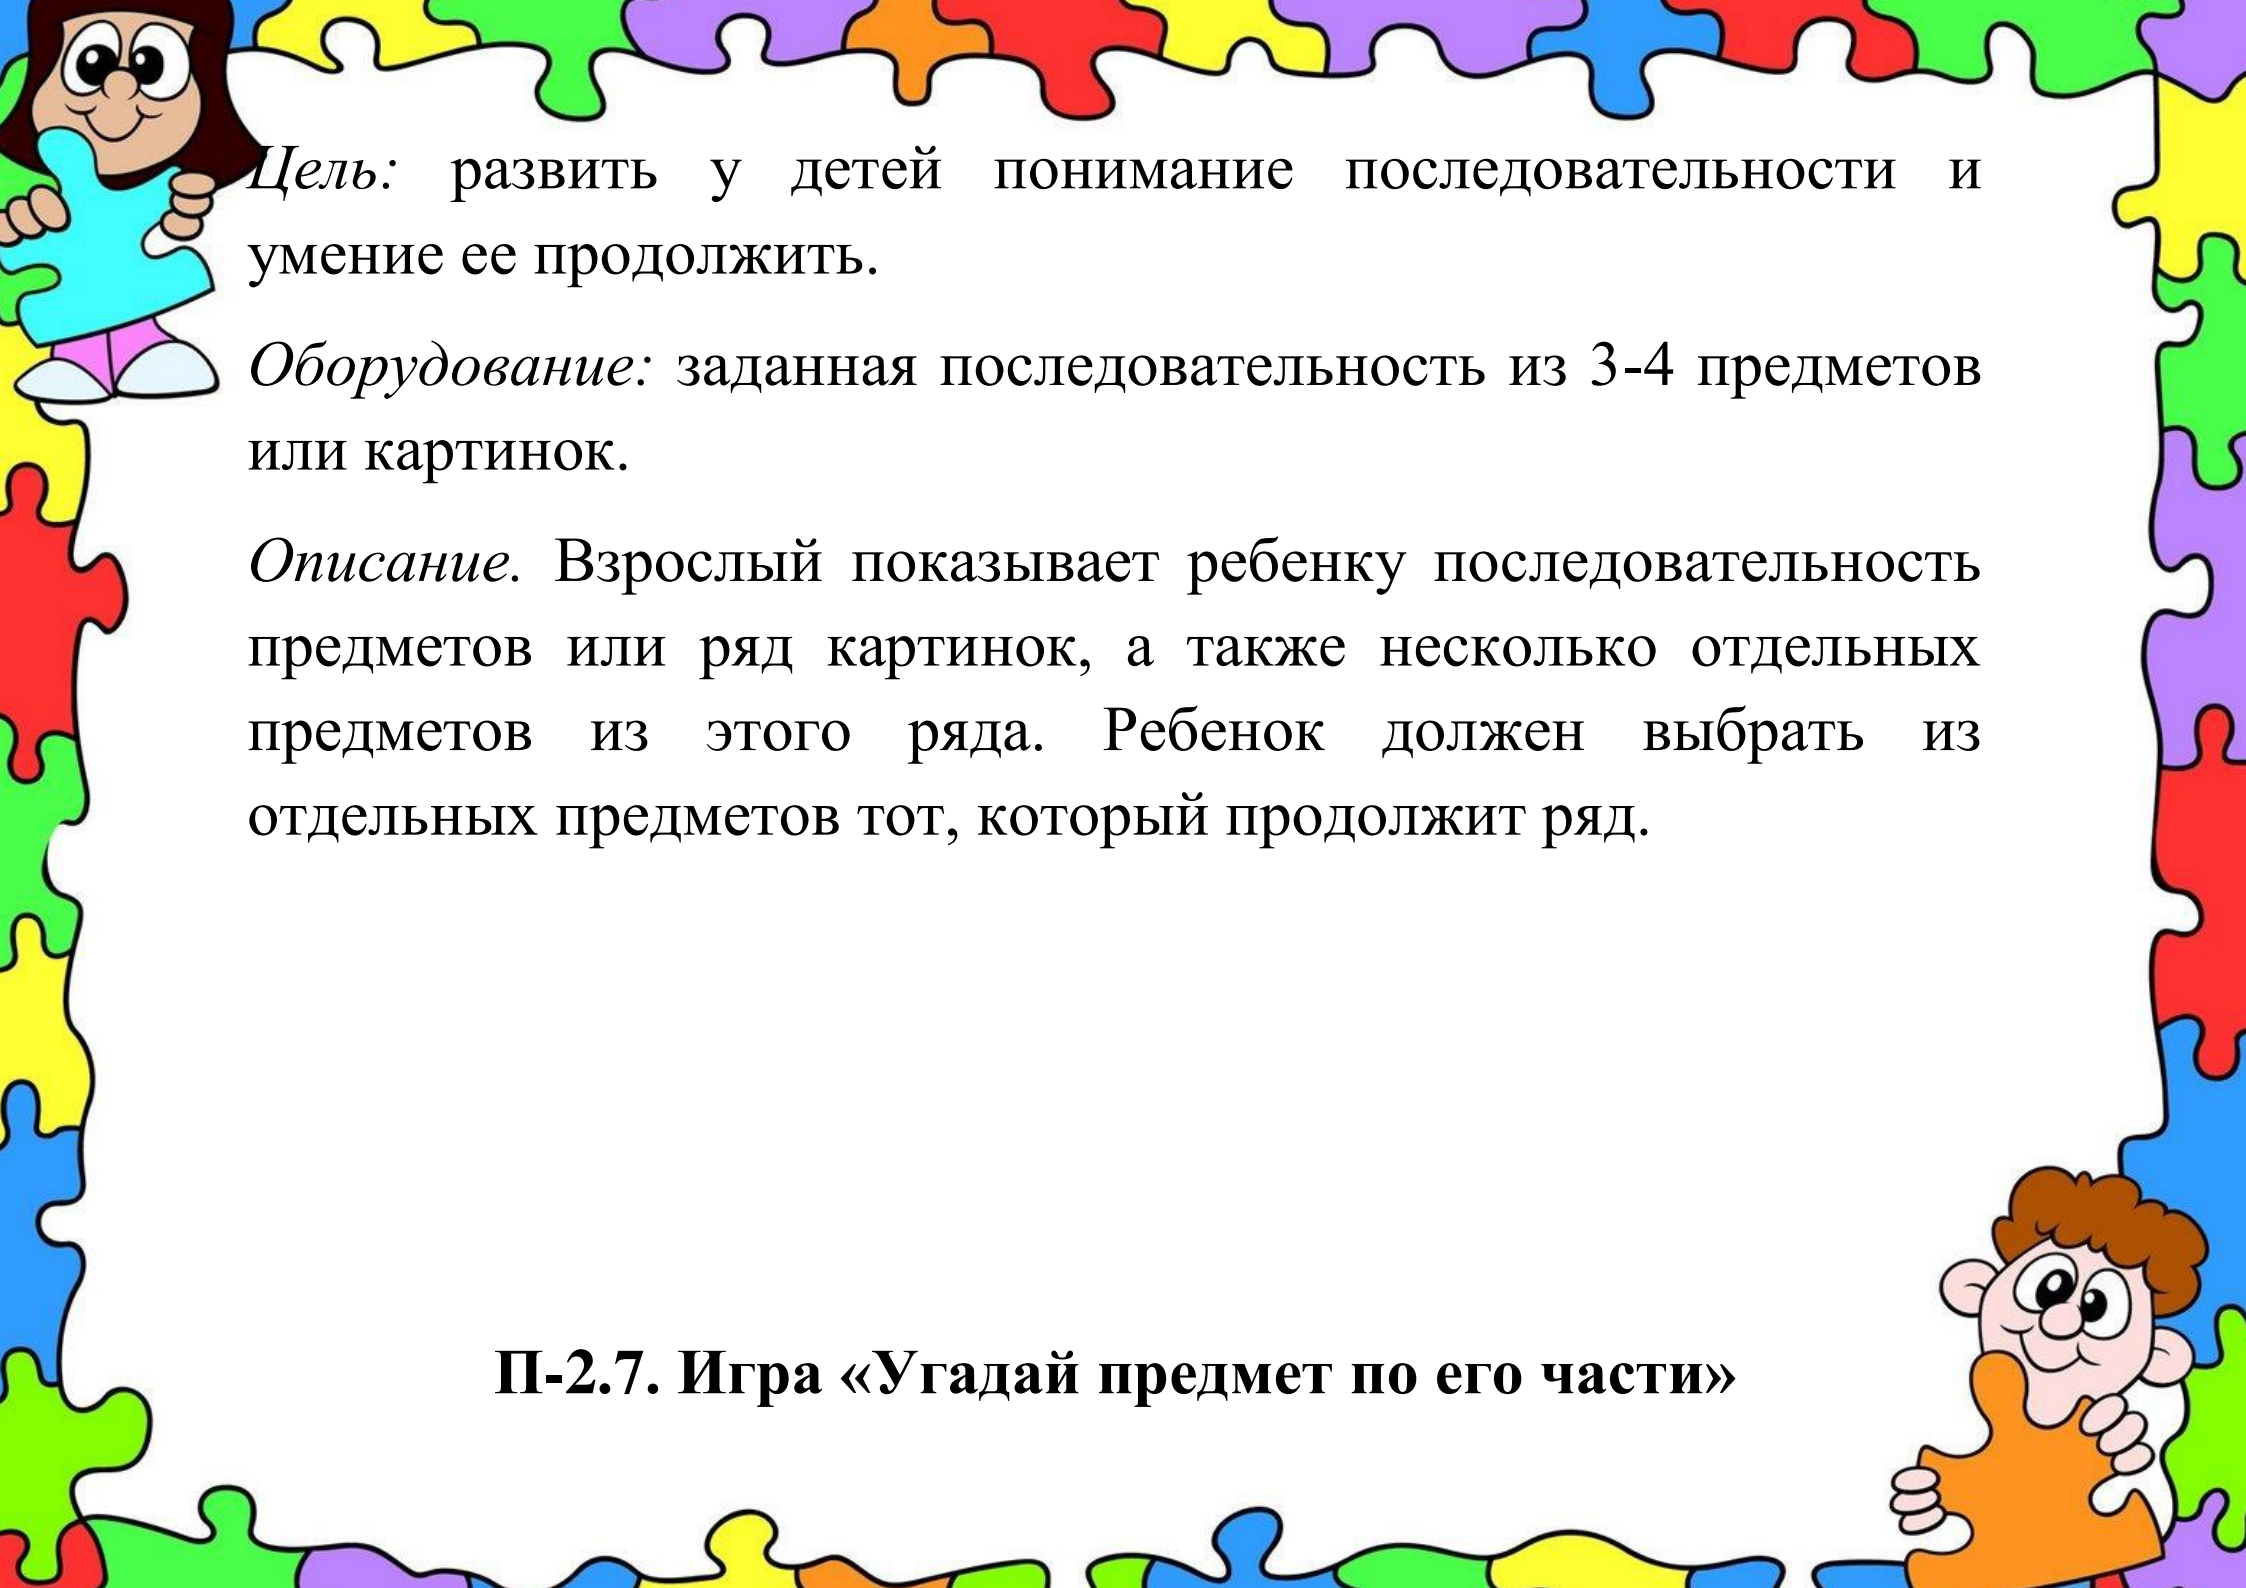 Цель: развить у детей понимание последовательности и
умение ее продолжить.
Оборудование: заданная последовательность из 3-4 предметов
или картинок.
Описание. Взрослый показывает ребенку последовательность
предметов или ряд картинок, а также несколько отдельных
предметов из этого ряда. Ребенок должен выбрать из
отдельных предметов тот, который продолжит ряд.
П-2.7. Игра «Угадай предмет по его части»